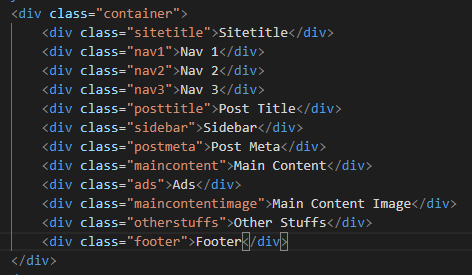 <div class="container">
<div class="sitetitle">Sitetitle</div>
<div class="nav1">Nav 1</div>
<div class="nav2">Nav 2</div>
<div class="nav3">Nav 3</div>
<div class="posttitle">Post Title</div>
<div class="sidebar">Sidebar</div>
<div class="postmeta">Post Meta</div>
<div class="maincontent">Main Content</div>
<div class="ads">Ads</div>
<div class="maincontentimage">Main Content Image</div>
<div class="otherstuffs">Other Stuffs</div>
<div class="footer">Footer</div>
</div>